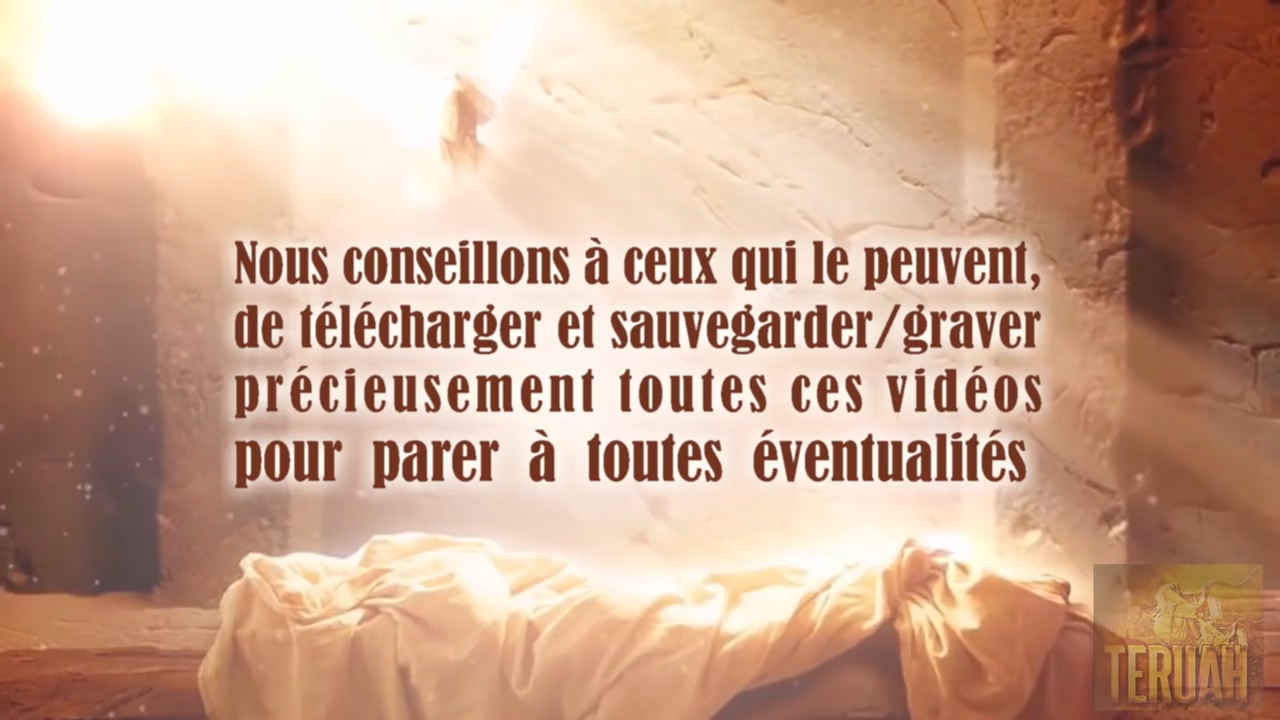 Nous conseillons à ceux qui le peuvent,
de télécharger et sauvegarder/graver
précieusement toutes ces vidéos
pour parer à toutes éventualités
TERUAH